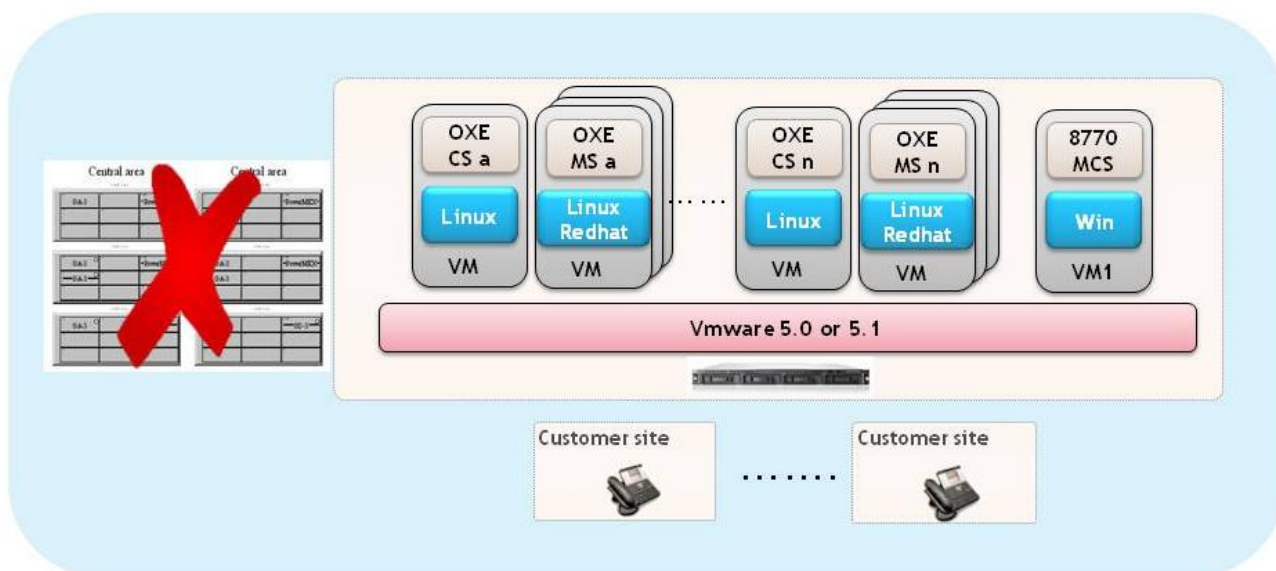 Central area
Central area
OXE
CS a
Linux
VM
OXE
MS a
Linux
Redhat
VM
... ...
OXE
CS n
Linux
VM
OXE
MS n
Linux
Redhat
VM
8770
MCS
Win
VM1
Vmware 5.0 or 5.1
Customer site
.......
Customer site